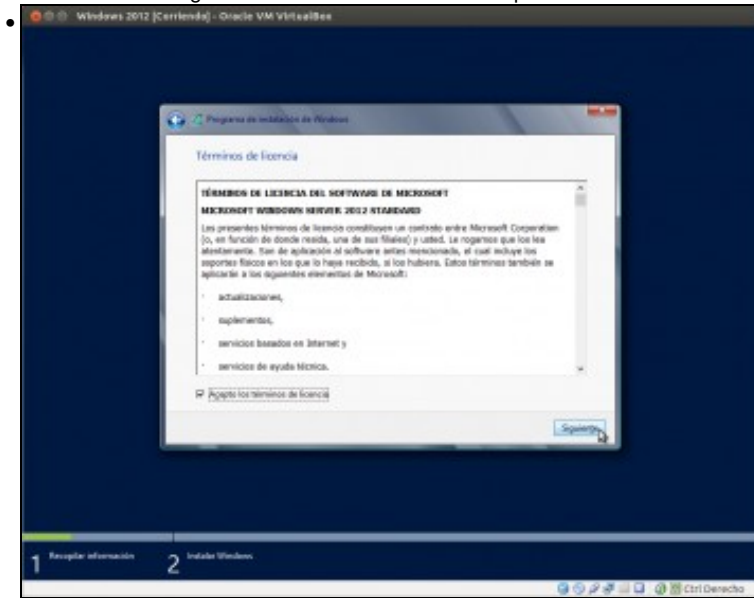 Windows 2012 [Corriendo] - Oracle VM VirtualBox
Programa de instalación de Windows
Términos de licencia
TÉRMINOS DE LICENCIA DEL SOFTWARE DE MICROSOFT
MICROSOFT WINDOWS SERVER 2012 STANDARD
Los presentes términos de licencia constituyen un contrato entre Microsoft Corporation
(o, en función de donde resida, una de sus filiales) y usted. Le rogamos que los lea
atentamente. Son de aplicación al software antes mencionado, el cual incluye los
soportes físicos en los que lo haya recibido, si los hubiera. Estos términos también se
aplicarán a los siguientes elementos de Microsoft:
· actualizaciones,
· suplementos,
· servicios basados en Internet y
· servicios de ayuda técnica.
Acepto los términos de licencia
Siguiente
1 Recopilar información
2 Instalar Windows
Ctrl Derecho